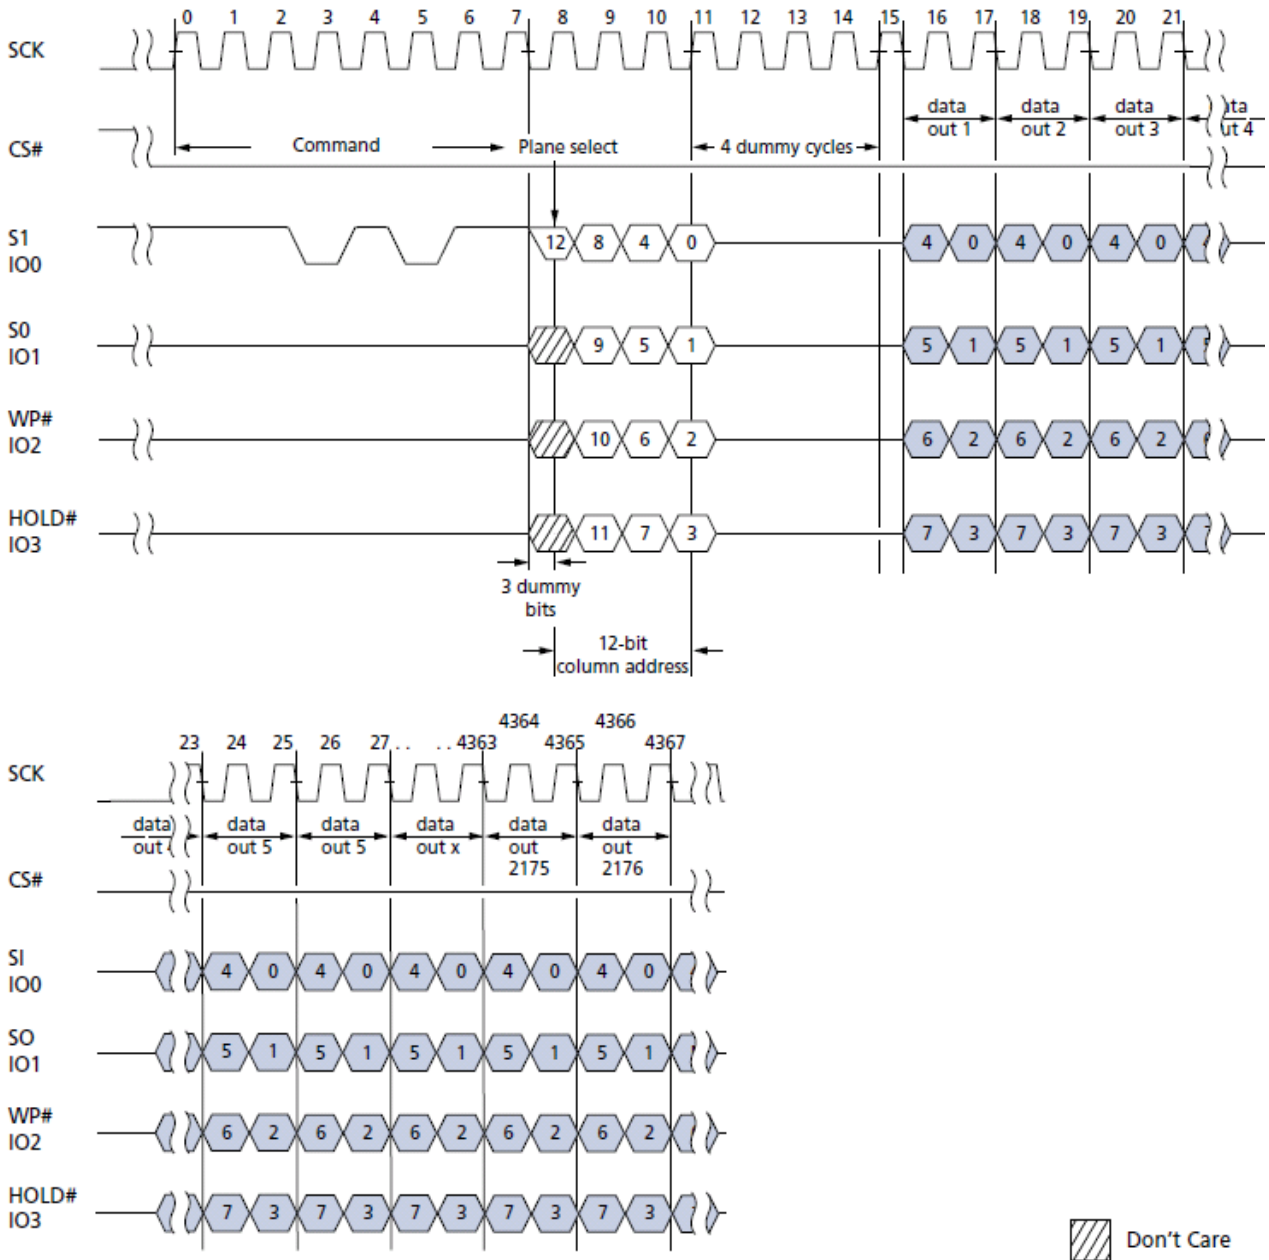 0 1 2 3 4 5 6 7 8 9 10 11 12 13 14 15 16 17 18 19 20 21
SCK
data out 1 data out 2 data out 3 ut 4
CS# Command Plane select 4 dummy cycles
S1
IO0
12 8 4 0 4 0 4 0 4 0
S0
IO1
9 5 1 5 1 5 1 5 1
WP#
IO2
10 6 2 6 2 6 2 6 2
HOLD#
IO3
11 7 3 7 3 7 3 7 3
3 dummy
bits
12-bit
column address
4364 4366
23 24 25 26 27 . . . . 4363 4365 4367
SCK
data data data data data data
out out 5 out 5 out x out out
2175 2176
CS#
SI
IO0
4 0 4 0 4 0 4 0 4 0
SO
IO1
5 1 5 1 5 1 5 1 5 1
WP#
IO2
6 2 6 2 6 2 6 2 6 2
HOLD#
IO3
7 3 7 3 7 3 7 3 7 3
Don't Care